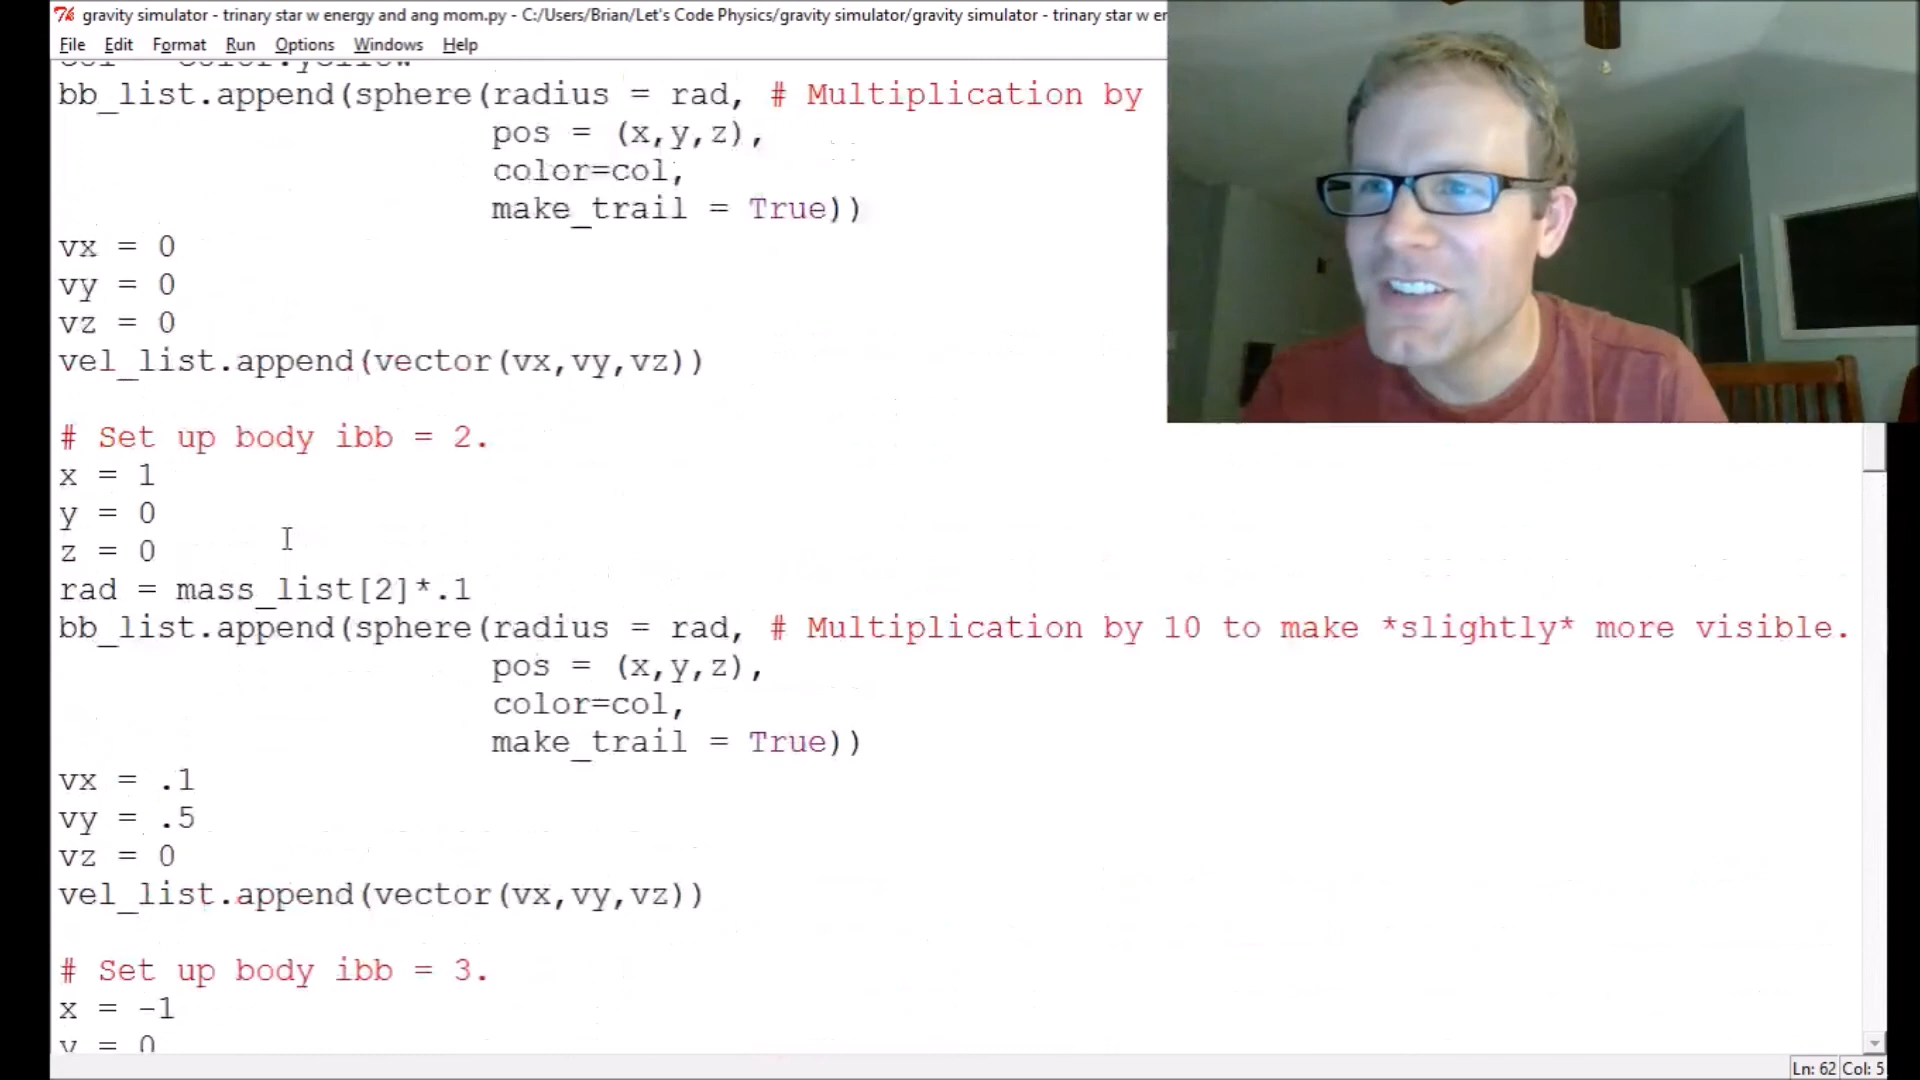 gravity simulator - trinary star w energy and ang mom.py - C:/Users/Brian/Let's Code Physics/gravity simulator/gravity simulator - trinary star w er
File Edit Format Run Options Windows Help
col = color.yellow
bb_list.append(sphere(radius = rad, # Multiplication by
pos = (x,y,z),
color=col,
make_trail = True))
vx = 0
vy = 0
vz = 0
vel_list.append(vector(vx,vy,vz))
# Set up body ibb = 2.
x = 1
y = 0
z = 0
rad = mass_list[2]*.1
bb_list.append(sphere(radius = rad, # Multiplication by 10 to make *slightly* more visible.
pos = (x,y,z),
color=col,
make_trail = True))
vx = .1
vy = .5
vz = 0
vel_list.append(vector(vx,vy,vz))
# Set up body ibb = 3.
x = -1
y = 0
Ln: 62 Col: 5